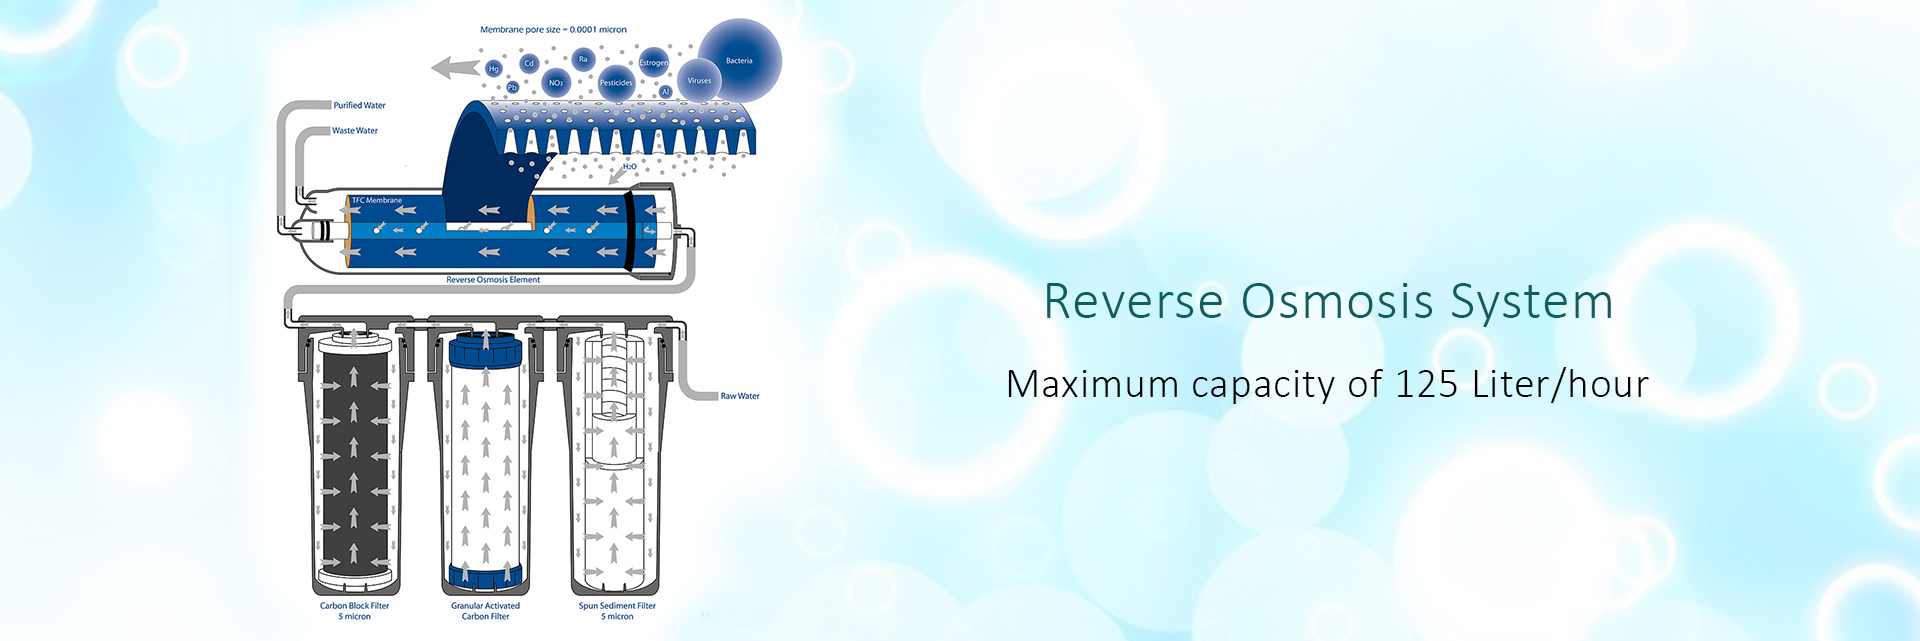 Membrane pore size = 0.0001 micron
Bacteria
Ra
Estrogen
Cd
Hg
Viruses
NO3
Pesticides
Pb
Al
Purified Water
Waste Water
H2O
TFC Membrane
Reverse Osmosis Element
Reverse Osmosis System
Maximum capacity of 125 Liter/hour
Raw Water
Carbon Block Filter
5 micron
Granular Activated
Carbon Filter
Spun Sediment Filter
5 micron